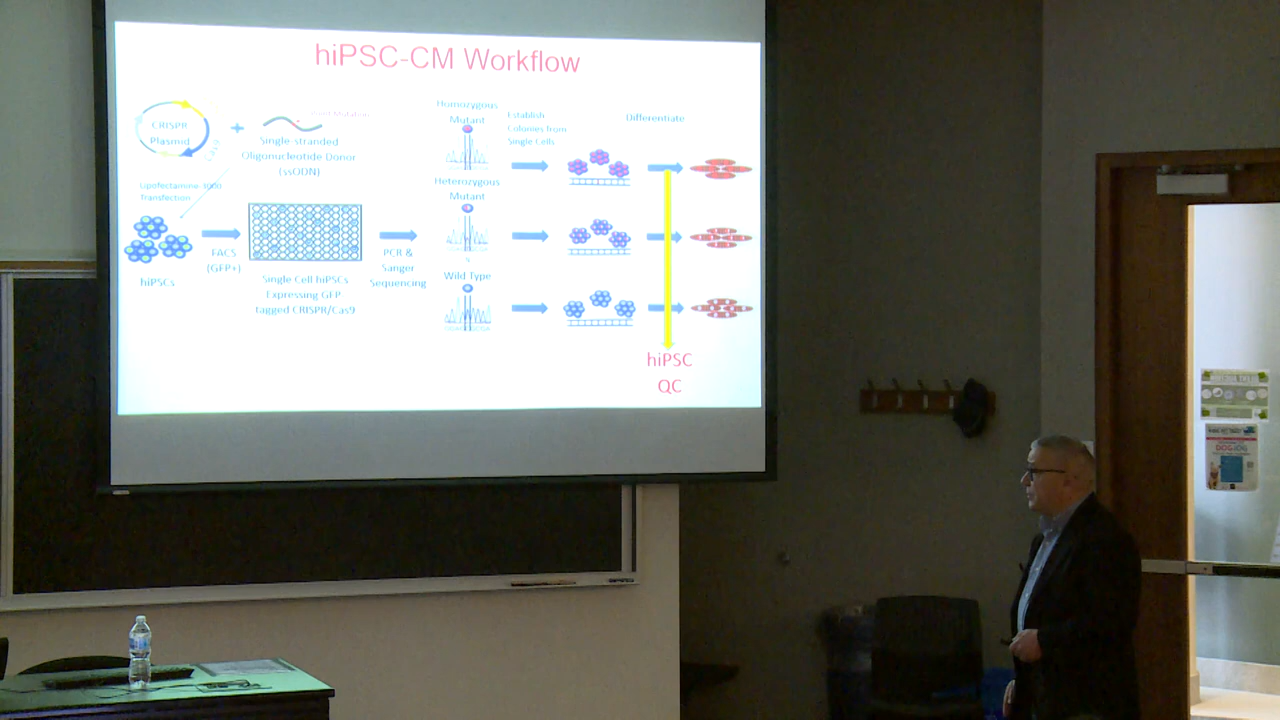 hiPSC-CM Workflow
CRISPR
Plasmid
+
Single-stranded
Oligonucleotide Donor
(ssODN)
Lipofectamine 3000
Transfection
hiPSCs
FACS
(GFP+)
Single Cell hiPSCs
Expressing GFP
tagged CRISPR/Cas9
PCR &
Sanger
Sequencing
Homozygous
Mutant
Heterozygous
Mutant
Wild Type
Establish
Colonies from
Single Cells
Differentiate
hiPSC
QC